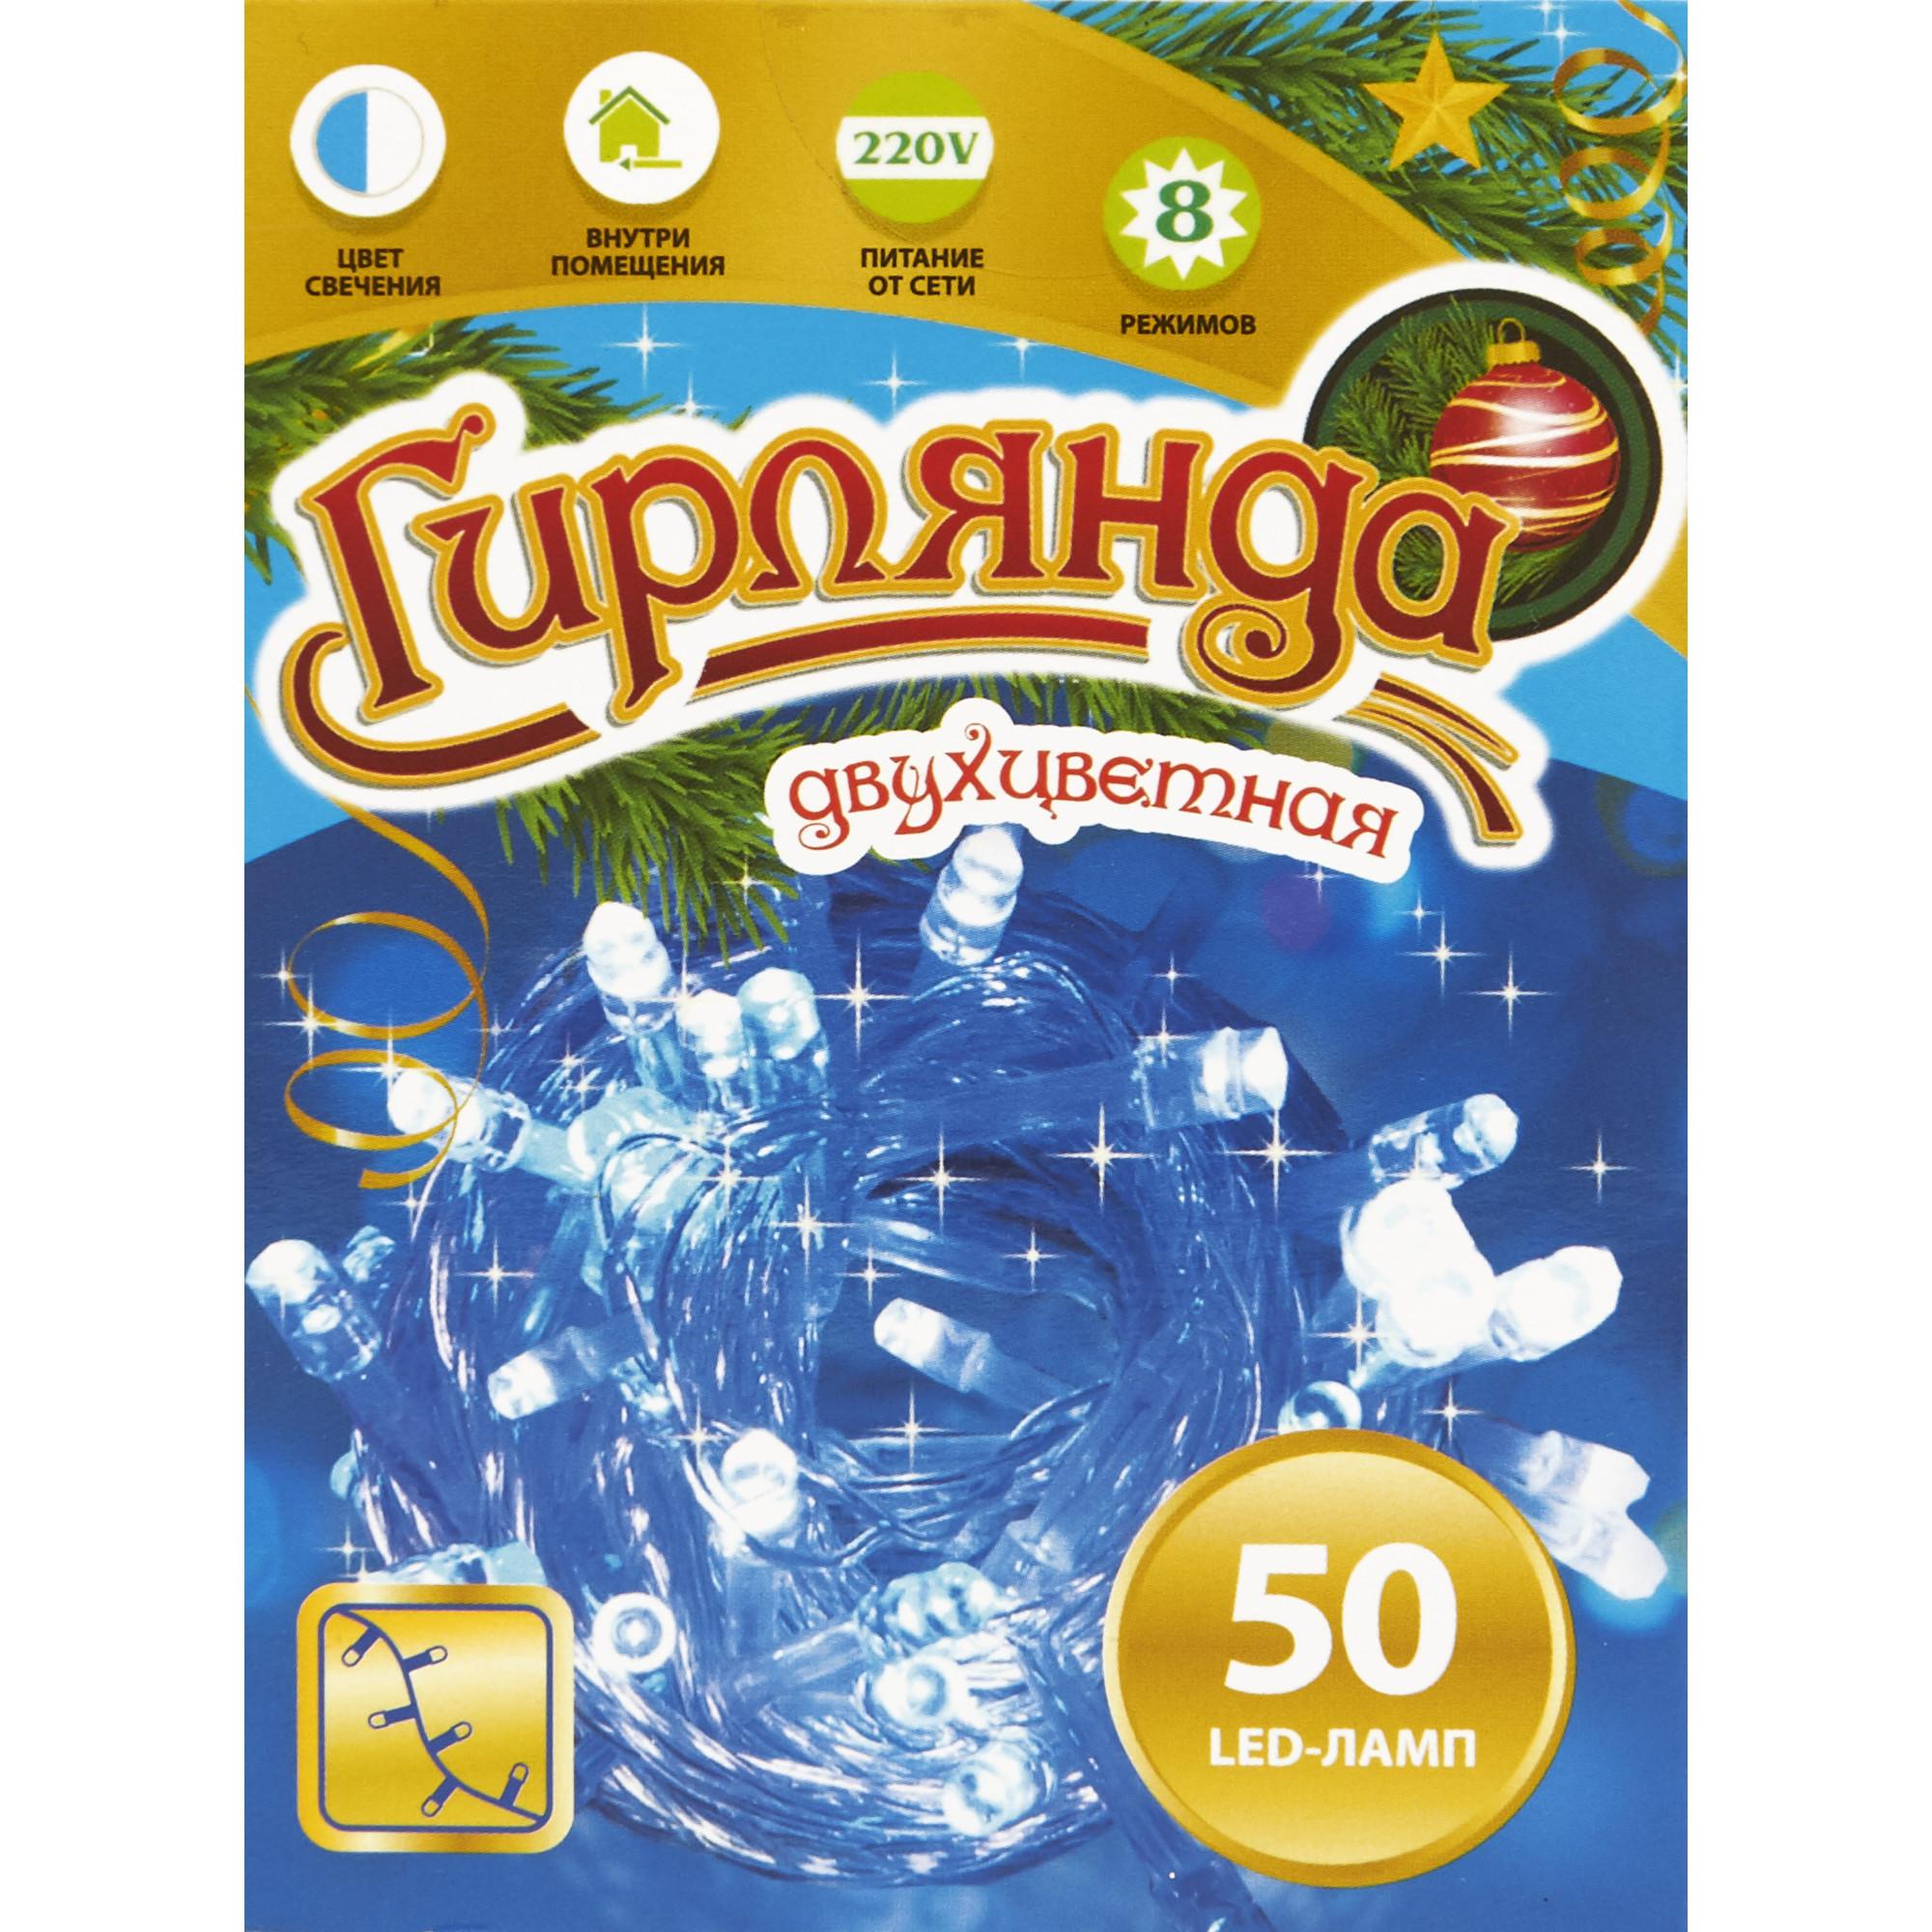 ЦВЕТ
СВЕЧЕНИЯ
ВНУТРИ
ПОМЕЩЕНИЯ
220V
ПИТАНИЕ
ОТ СЕТИ
8
РЕЖИМОВ
Гирлянда
двухцветная
50
LED-ЛАМП